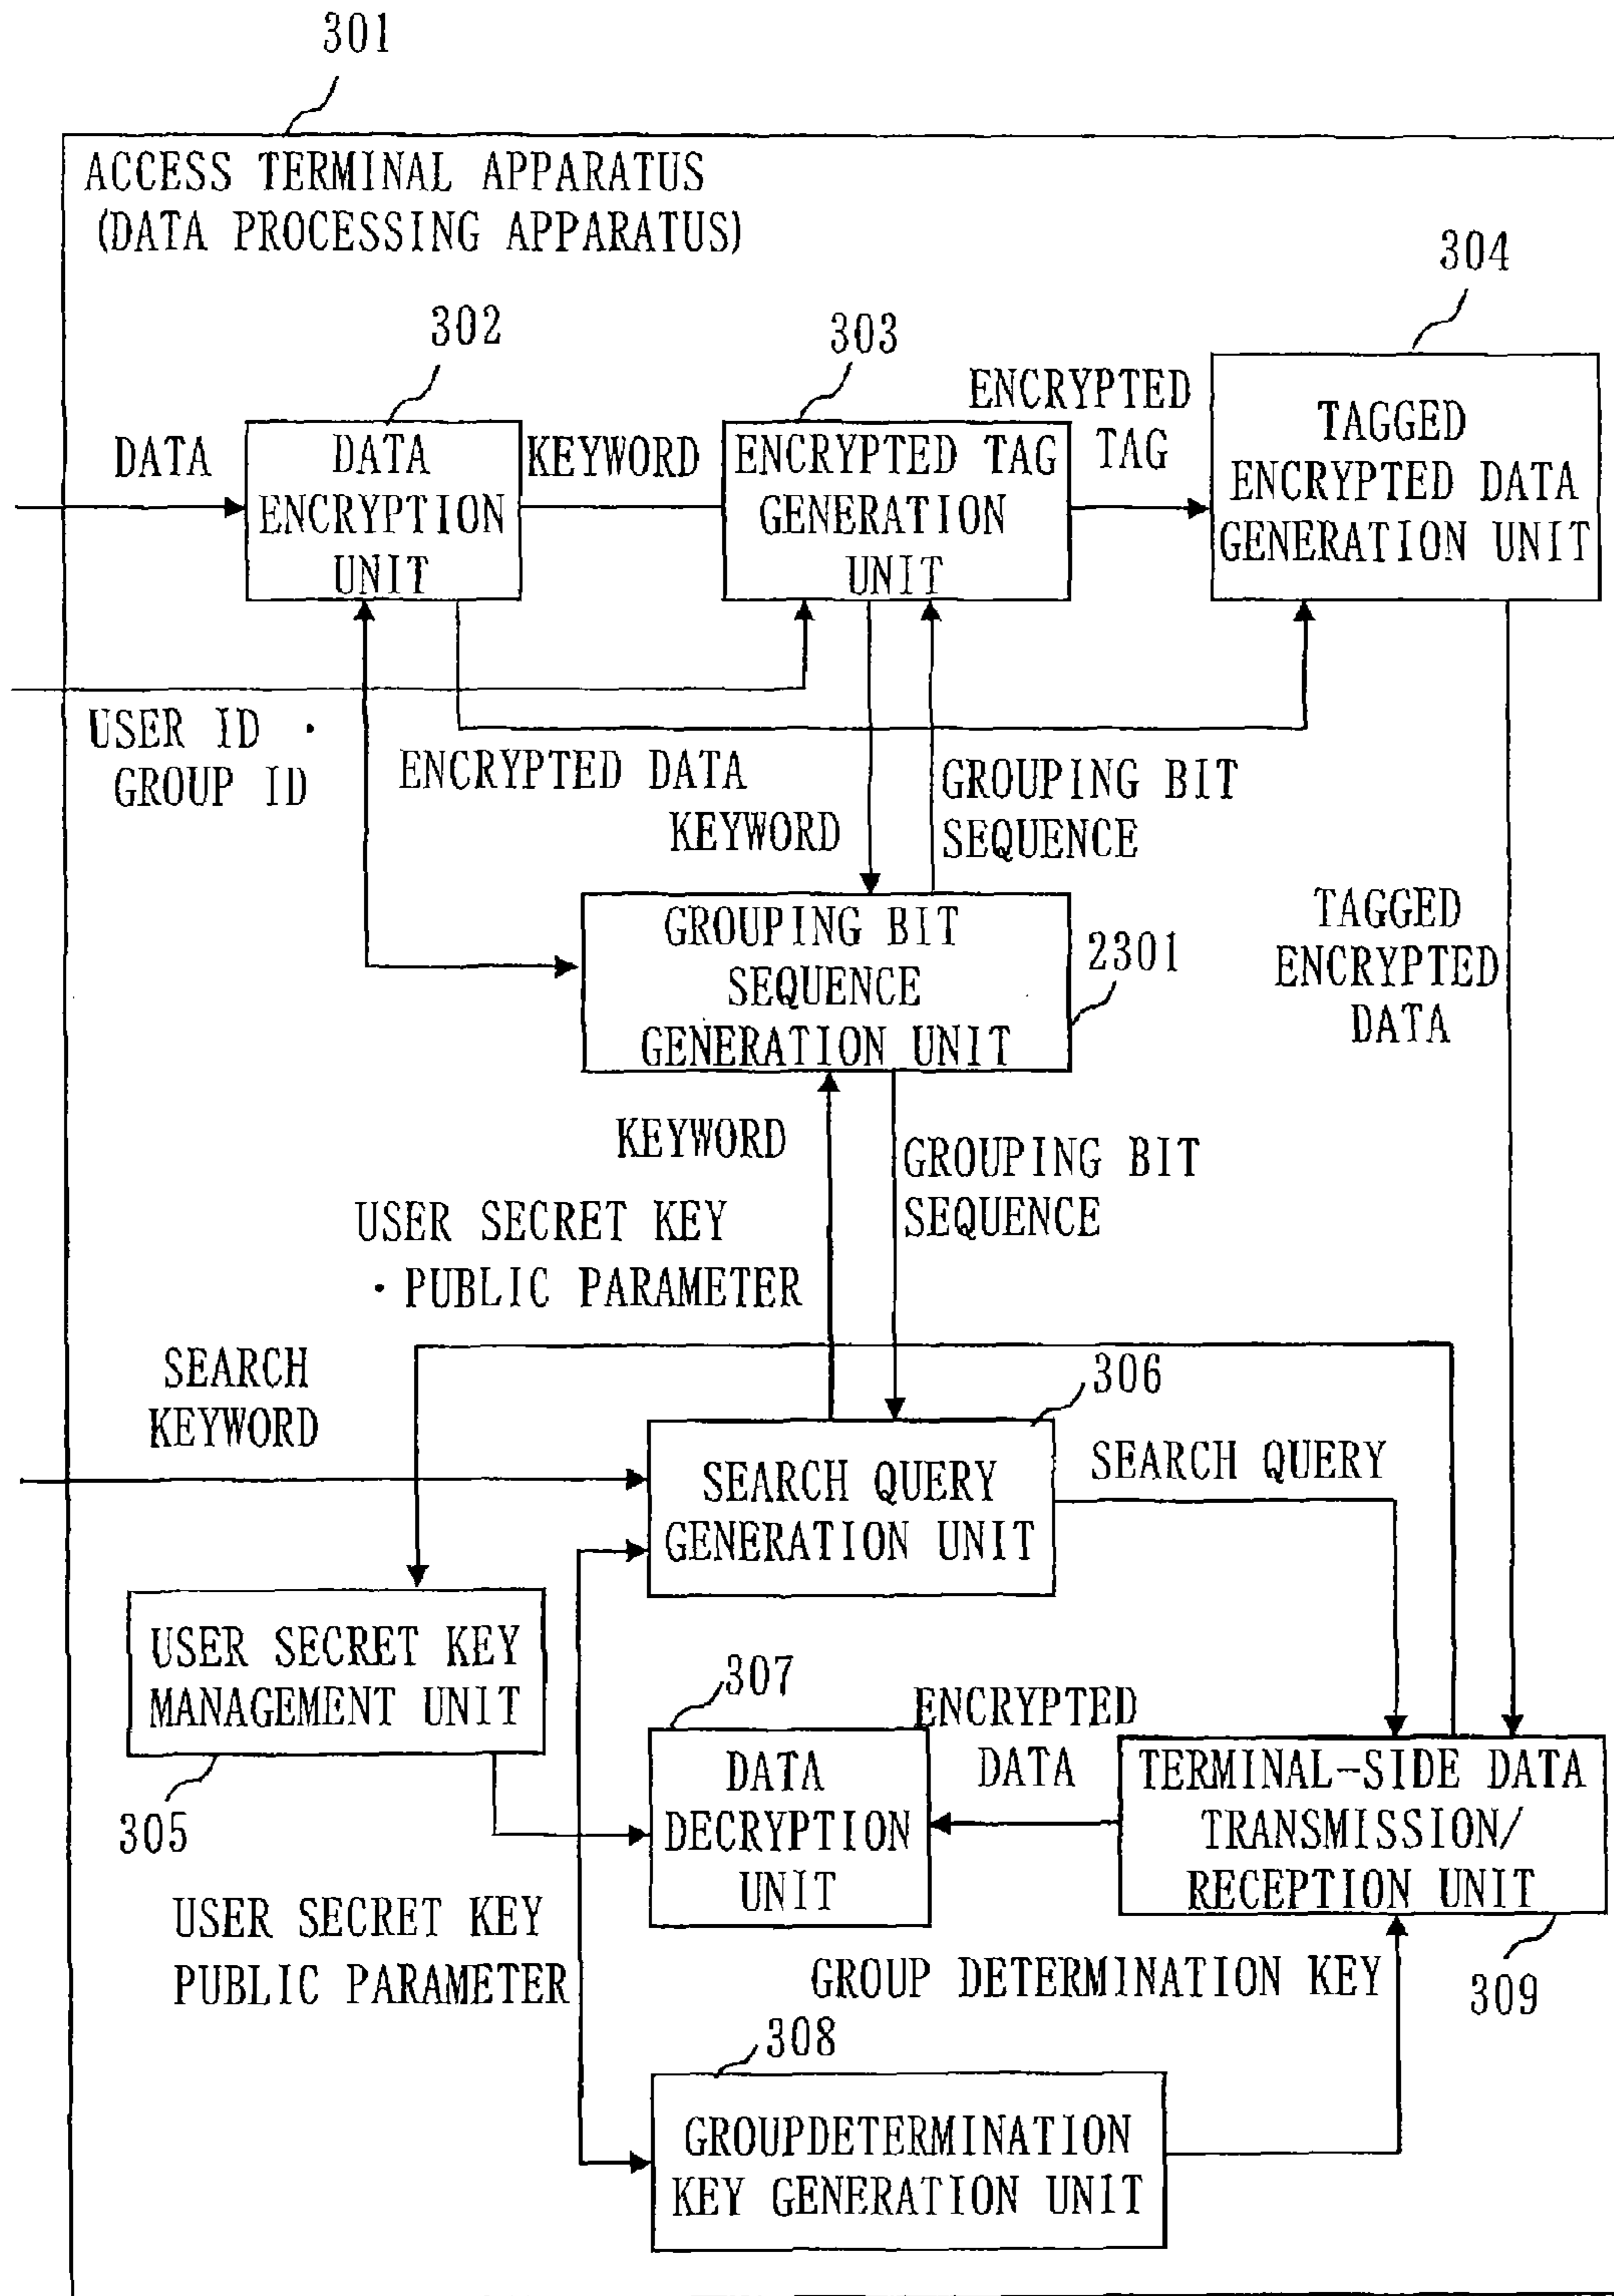 301
ACCESS TERMINAL APPARATUS
(DATA PROCESSING APPARATUS)
304
302
303
ENCRYPTED
TAG
TAGGED
ENCRYPTED DATA
GENERATION UNIT
DATA
DATA
ENCRYPTION
UNIT
KEYWORD
ENCRYPTED TAG
GENERATION
UNIT
USER ID ・
GROUP ID
ENCRYPTED DATA
KEYWORD
GROUPING BIT
SEQUENCE
GROUPING BIT
SEQUENCE
GENERATION UNIT
2301
TAGGED
ENCRYPTED
DATA
KEYWORD
GROUPING BIT
SEQUENCE
USER SECRET KEY
・PUBLIC PARAMETER
SEARCH
KEYWORD
306
SEARCH QUERY
GENERATION UNIT
SEARCH QUERY
USER SECRET KEY
MANAGEMENT UNIT
305
307
DATA
DECRYPTION
UNIT
ENCRYPTED
DATA
TERMINAL-SIDE DATA
TRANSMISSION/
RECEPTION UNIT
309
USER SECRET KEY
PUBLIC PARAMETER
GROUP DETERMINATION KEY
308
GROUPDETERMINATION
KEY GENERATION UNIT